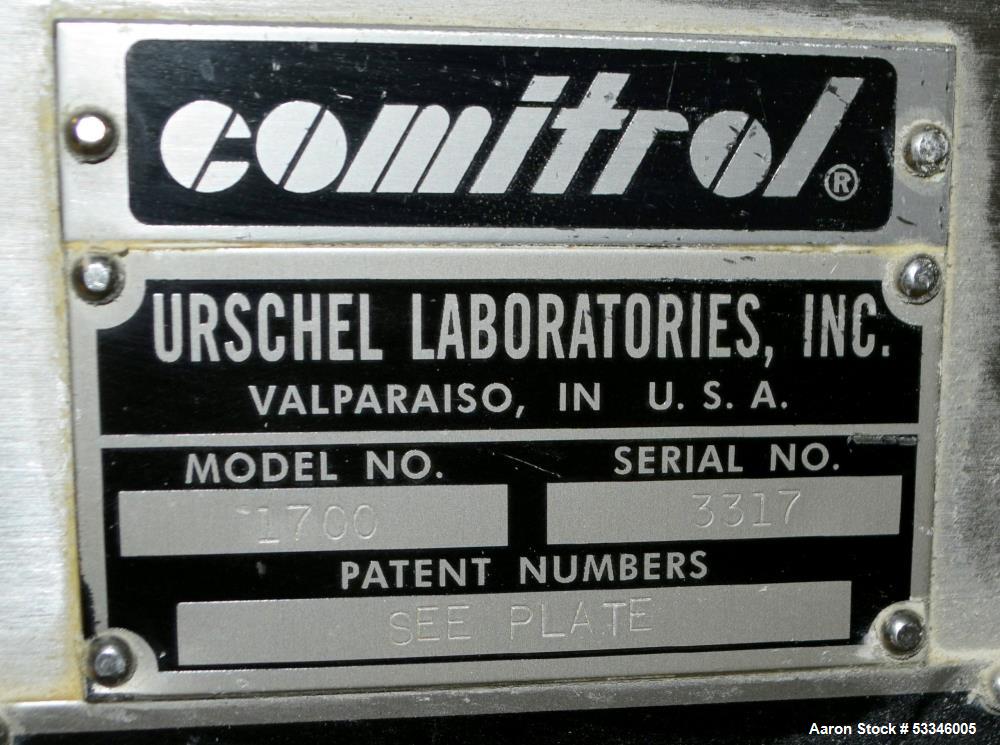 comitrol®
URSCHEL LABORATORIES, INC.
VALPARAISO, IN U. S. A.
MODEL NO. SERIAL NO.
1700 3317
PATENT NUMBERS
SEE PLATE
Aaron Stock # 53346005